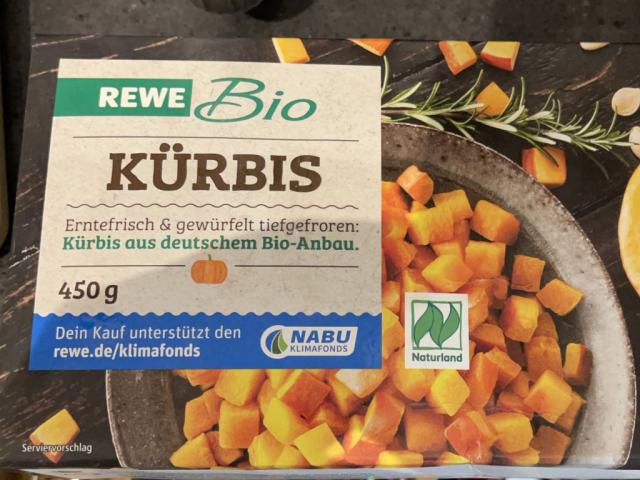 REWE Bio
KÜRBIS
Erntefrisch & gewürfelt tiefgefroren:
Kürbis aus deutschem Bio-Anbau.
450 g
Dein Kauf unterstützt den
rewe.de/klimafonds
NABU
KLIMAFONDS
Naturland
Serviervorschlag